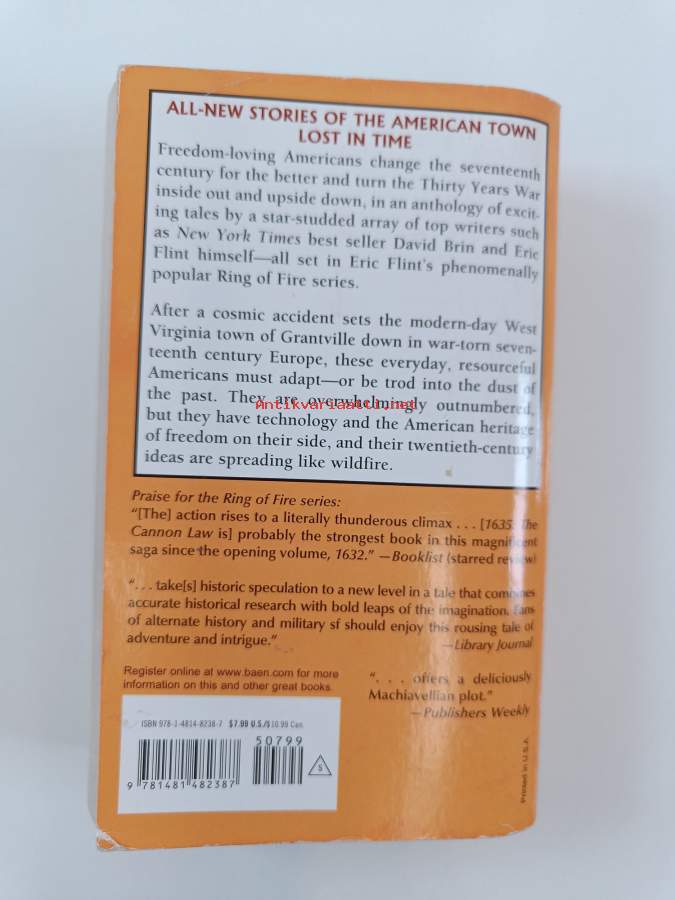 ALL-NEW STORIES OF THE AMERICAN TOWN
LOST IN TIME
Freedom-loving Americans change the seventeenth
century for the better and turn the Thirty Years War
inside out and upside down, in an anthology of excit-
ing tales by a star-studded array of top writers such
as New York Times best seller David Brin and Eric
Flint himself—all set in Eric Flint's phenomenally
popular Ring of Fire series.
After a cosmic accident sets the modern-day West
Virginia town of Grantville down in war-torn seven-
teenth century Europe, these everyday, resourceful
Americans must adapt—or be trod into the dust of
the past. They are overwhelmingly outnumbered,
Antikvariaatti.net
but they have technology and the American heritage
of freedom on their side, and their twentieth-century
ideas are spreading like wildfire.
Praise for the Ring of Fire series:
"[The] action rises to a literally thunderous climax . . . [1635: The
Cannon Law is] probably the strongest book in this magnificent
saga since the opening volume, 1632." —Booklist (starred review)
". . . take[s] historic speculation to a new level in a tale that combines
accurate historical research with bold leaps of the imagination. Fans
of alternate history and military sf should enjoy this rousing tale of
adventure and intrigue." —Library Journal
Register online at www.baen.com for more
information on this and other great books.
". . . offers a deliciously
Machiavellian plot."
—Publishers Weekly
ISBN 978-1-4814-8238-7 $7.99 U.S./$10.99 Can.
50799
9 781481 482387
S
Printed in U.S.A.